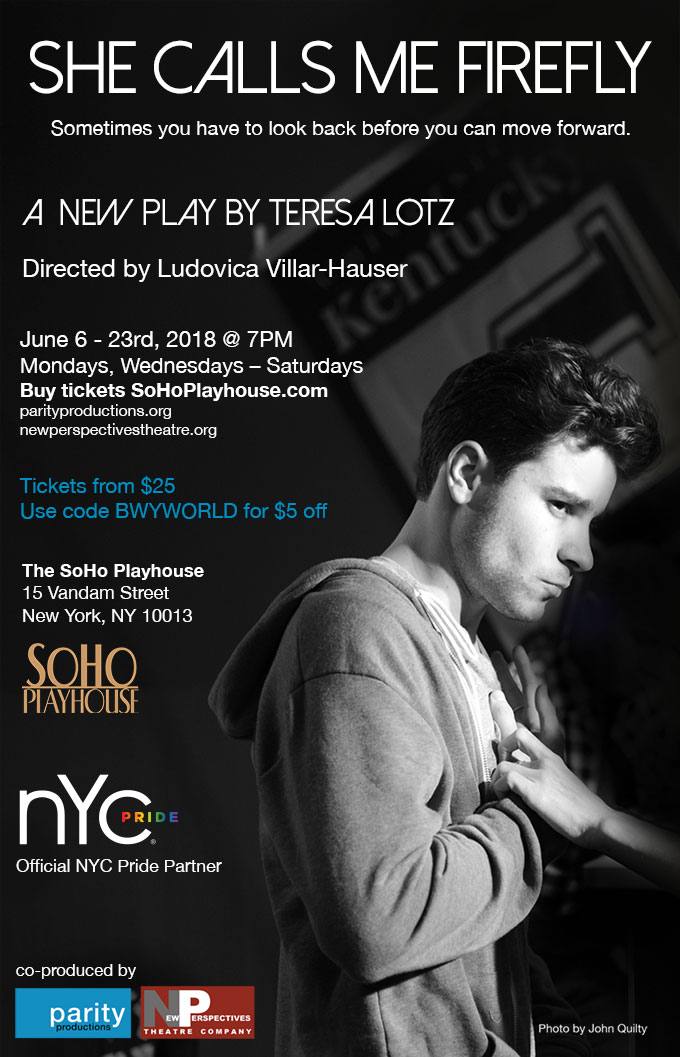 SHE CALLS ME FIREFLY
Sometimes you have to look back before you can move forward.
A NEW PLAY BY TERESA LOTZ
Directed by Ludovica Villar-Hauser
Kentucky
June 6 - 23rd, 2018 @ 7PM
Mondays, Wednesdays – Saturdays
Buy tickets SoHoPlayhouse.com
parityproductions.org
newperspectivestheatre.org
Tickets from $25
Use code BWYWORLD for $5 off
The SoHo Playhouse
15 Vandam Street
New York, NY 10013
SOHO
PLAYHOUSE
nYc PRIDE ®
Official NYC Pride Partner
co-produced by
parity
productions
NEW PERSPECTIVES
THEATRE COMPANY
Photo by John Quilty